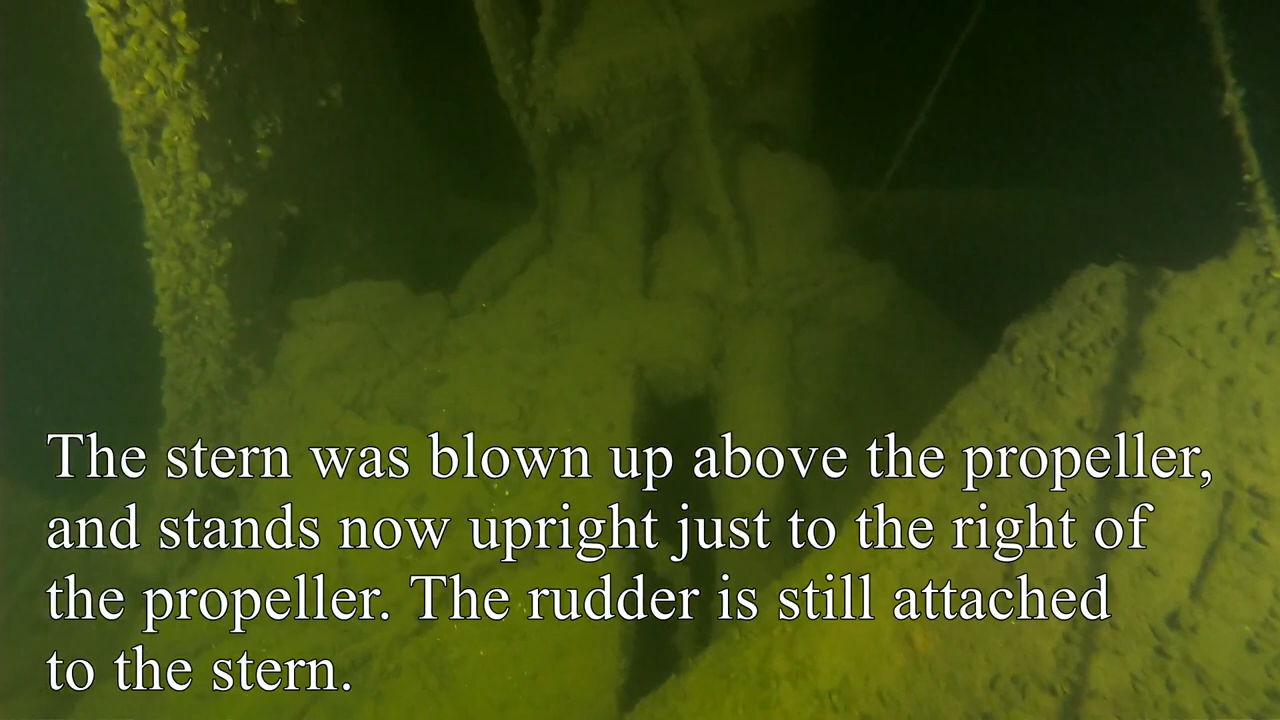 The stern was blown up above the propeller,
and stands now upright just to the right of
the propeller. The rudder is still attached
to the stern.